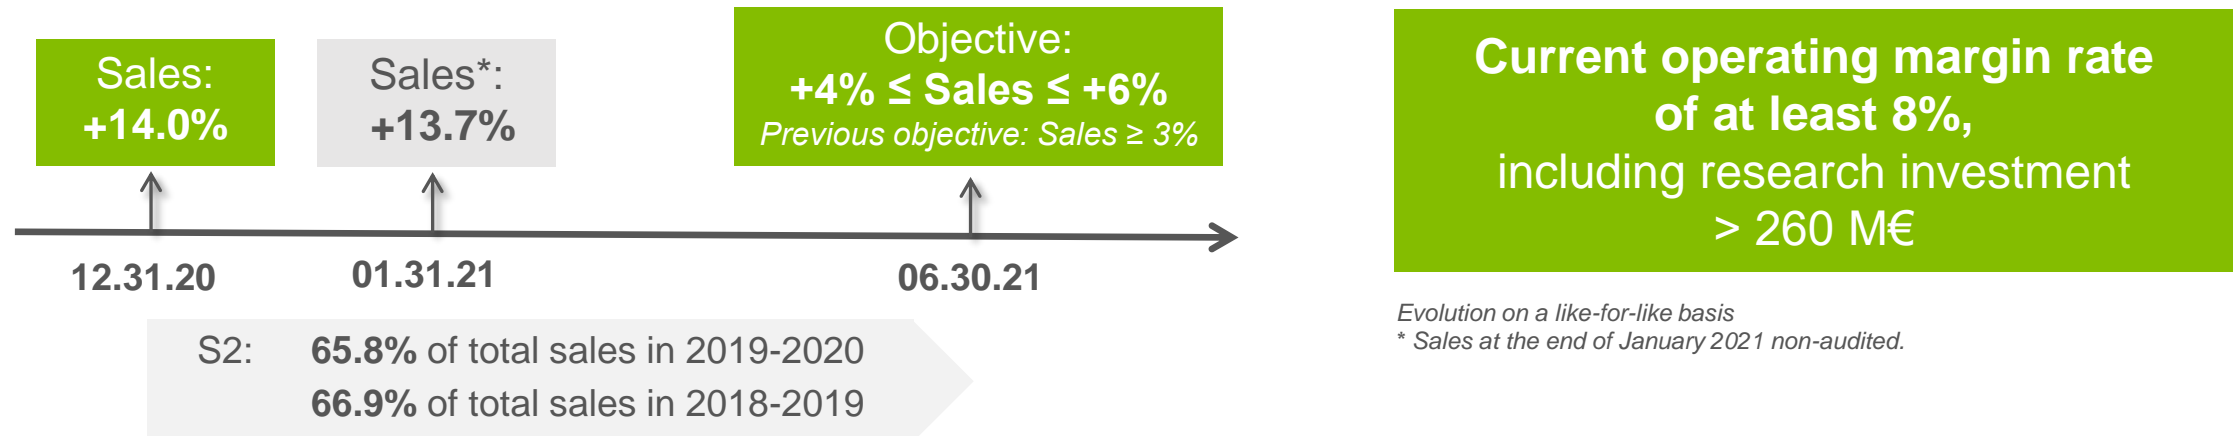 Sales:
+14.0%
Sales*:
+13.7%
Objective:
+4% ≤ Sales ≤ +6%
Previous objective: Sales ≥ 3%
12.31.20
01.31.21
06.30.21
S2: 65.8% of total sales in 2019-2020
66.9% of total sales in 2018-2019
Current operating margin rate
of at least 8%,
including research investment
> 260 M€
Evolution on a like-for-like basis
* Sales at the end of January 2021 non-audited.